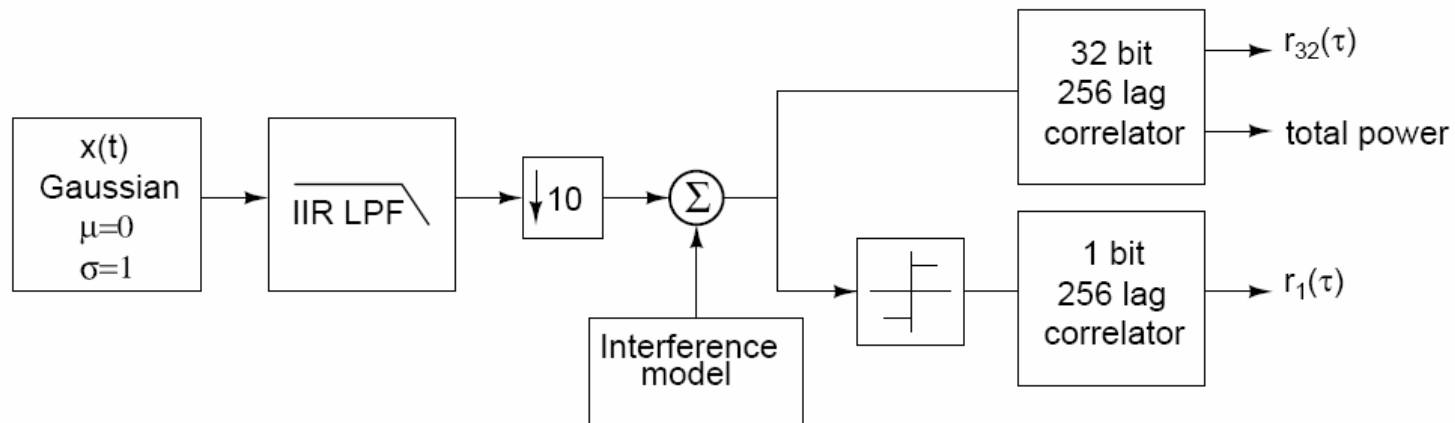 x(t)
Gaussian
μ=0
σ=1
IIR LPF
10
Σ
Interference
model
32 bit
256 lag
correlator
r32(τ)
total power
1 bit
256 lag
correlator
r1(τ)